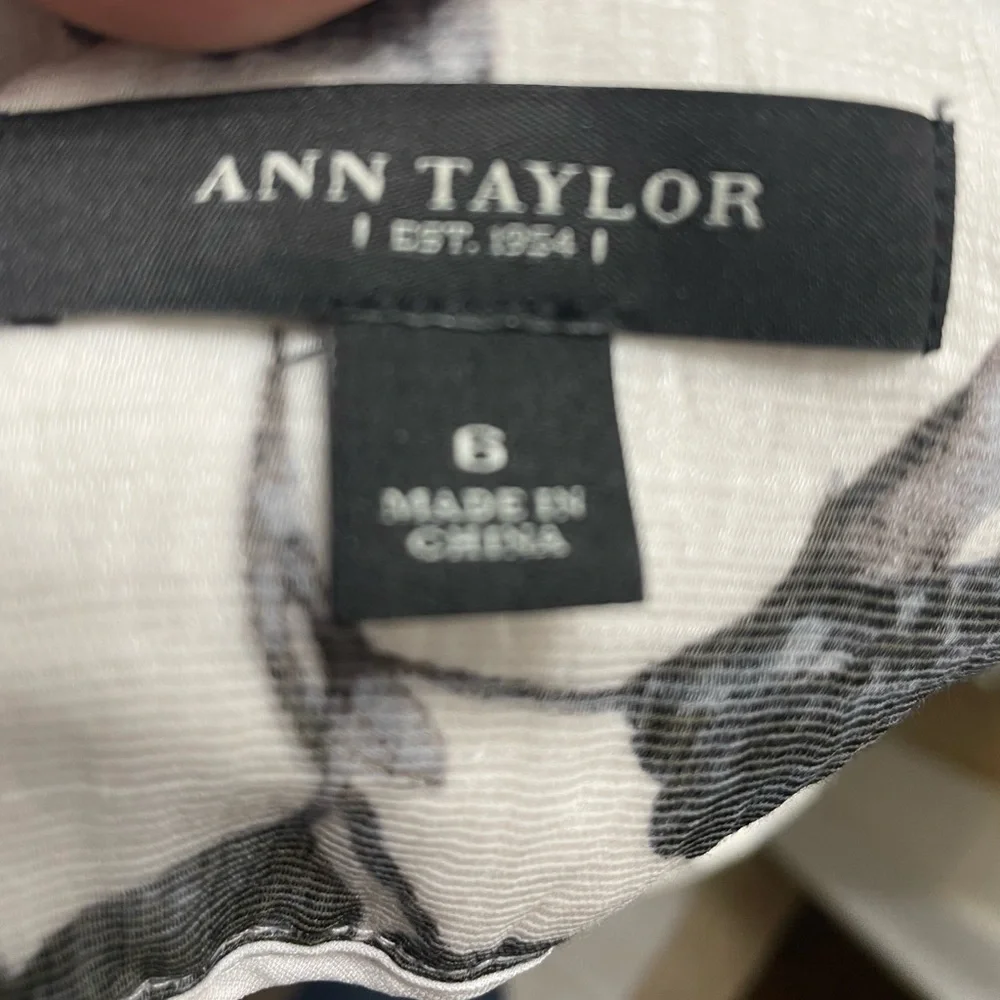 ANN TAYLOR
| EST. 1954 |
6
MADE IN
CHINA